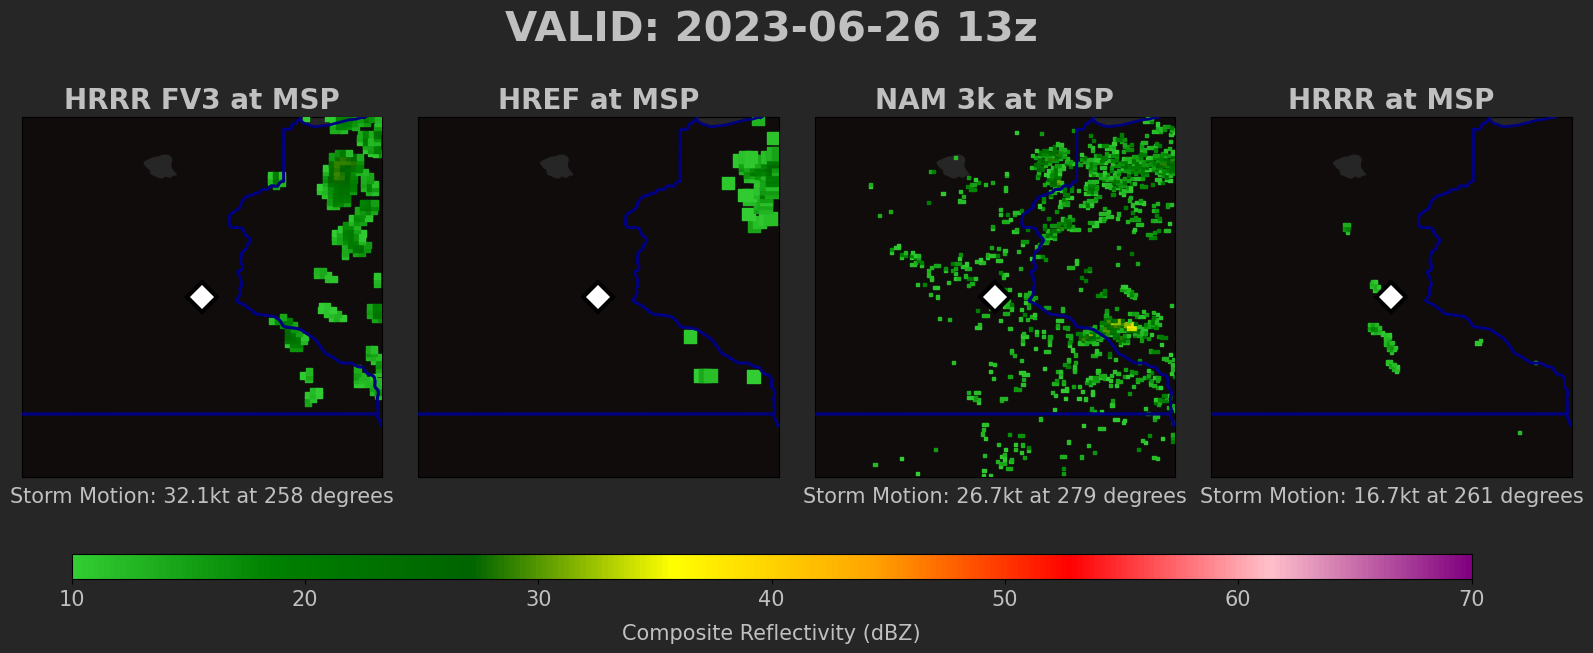 VALID: 2023-06-26 13z
HRRR FV3 at MSP
HREF at MSP
NAM 3k at MSP
HRRR at MSP
Storm Motion: 32.1kt at 258 degrees
Storm Motion: 26.7kt at 279 degrees
Storm Motion: 16.7kt at 261 degrees
10 20 30 40 50 60 70
Composite Reflectivity (dBZ)